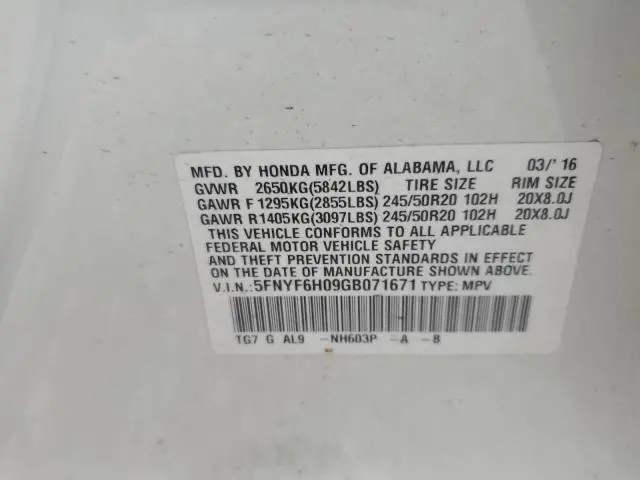 MFD. BY HONDA MFG. OF ALABAMA, LLC 03/'16
GVWR 2650KG(5842LBS) TIRE SIZE RIM SIZE
GAWR F 1295KG(2855LBS) 245/50R20 102H 20X8.0J
GAWR R 1405KG(3097LBS) 245/50R20 102H 20X8.0J
THIS VEHICLE CONFORMS TO ALL APPLICABLE
FEDERAL MOTOR VEHICLE SAFETY
AND THEFT PREVENTION STANDARDS IN EFFECT
ON THE DATE OF MANUFACTURE SHOWN ABOVE.
V.I.N.: 5FNYF6H09GB071671 TYPE: MPV
TG7 G AL9 -NH603P -A -8